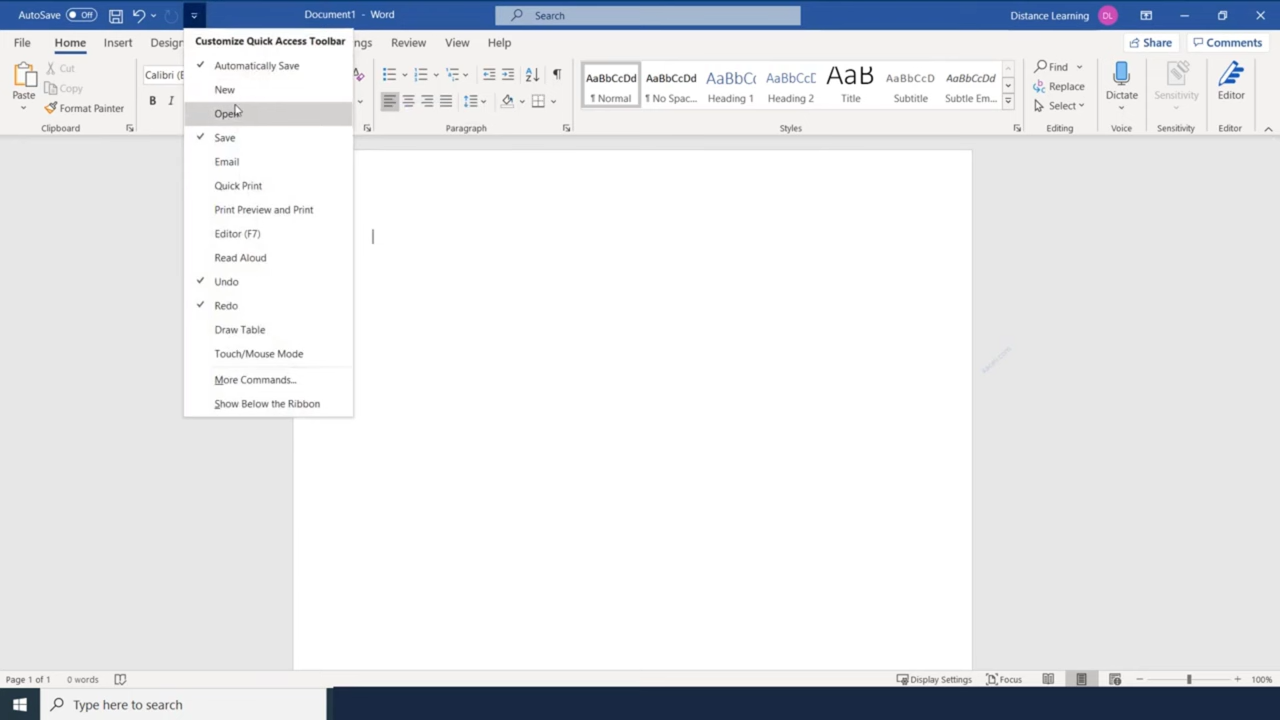 AutoSave Off
Document1 - Word
Search
Distance Learning DL
File Home Insert Design ngs Review View Help
Share Comments
Customize Quick Access Toolbar
Automatically Save
New
Open
Save
Email
Quick Print
Print Preview and Print
Editor (F7)
Read Aloud
Undo
Redo
Draw Table
Touch/Mouse Mode
More Commands...
Show Below the Ribbon
Paste
Cut
Copy
Format Painter
Clipboard
Calibri (B
B I
Paragraph
AaBbCcDd AaBbCcDd AaBbCc AaBbCcD AaB AaBbCcD AaBbCcDd
¶ Normal ¶ No Spac... Heading 1 Heading 2 Title Subtitle Subtle Em...
Styles
Find
Replace
Select
Editing
Dictate
Voice
Sensitivity
Sensitivity
Editor
Editor
Page 1 of 1 0 words
Display Settings Focus 100%
Type here to search